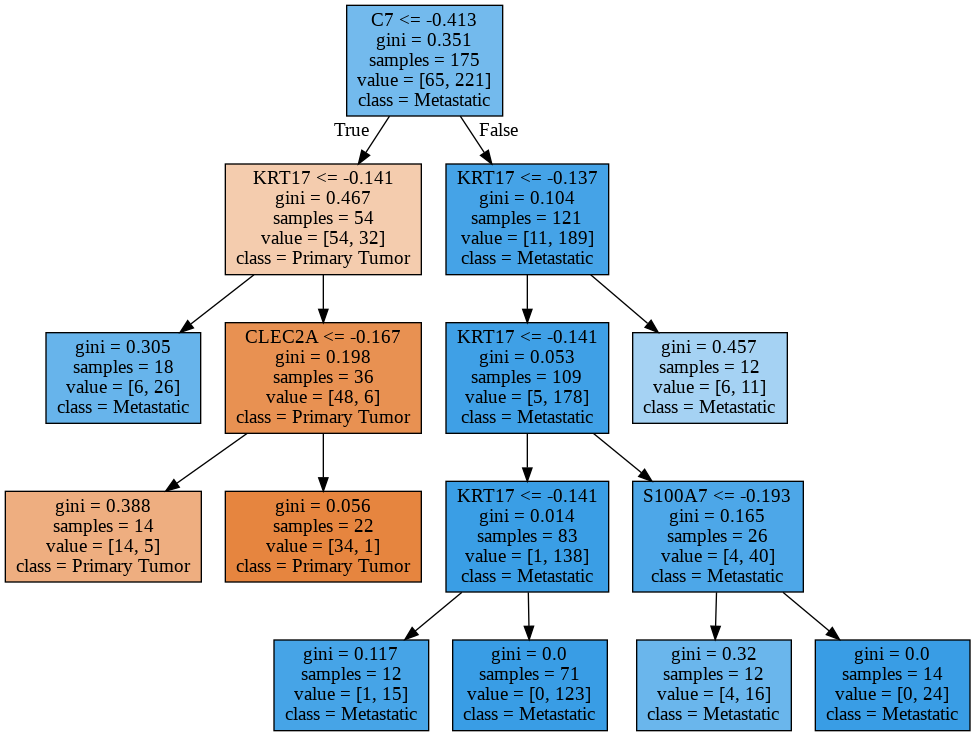 C7 <= -0.413
gini = 0.351
samples = 175
value = [65, 221]
class = Metastatic
True
False
KRT17 <= -0.141
gini = 0.467
samples = 54
value = [54, 32]
class = Primary Tumor
KRT17 <= -0.137
gini = 0.104
samples = 121
value = [11, 189]
class = Metastatic
gini = 0.305
samples = 18
value = [6, 26]
class = Metastatic
CLEC2A <= -0.167
gini = 0.198
samples = 36
value = [48, 6]
class = Primary Tumor
KRT17 <= -0.141
gini = 0.053
samples = 109
value = [5, 178]
class = Metastatic
gini = 0.457
samples = 12
value = [6, 11]
class = Metastatic
gini = 0.388
samples = 14
value = [14, 5]
class = Primary Tumor
gini = 0.056
samples = 22
value = [34, 1]
class = Primary Tumor
KRT17 <= -0.141
gini = 0.014
samples = 83
value = [1, 138]
class = Metastatic
S100A7 <= -0.193
gini = 0.165
samples = 26
value = [4, 40]
class = Metastatic
gini = 0.117
samples = 12
value = [1, 15]
class = Metastatic
gini = 0.0
samples = 71
value = [0, 123]
class = Metastatic
gini = 0.32
samples = 12
value = [4, 16]
class = Metastatic
gini = 0.0
samples = 14
value = [0, 24]
class = Metastatic